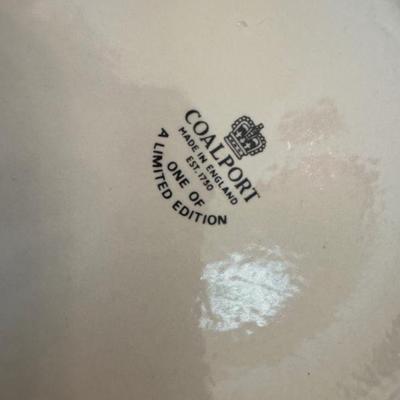 COALPORT
MADE IN ENGLAND
EST. 1750
ONE OF
A LIMITED EDITION